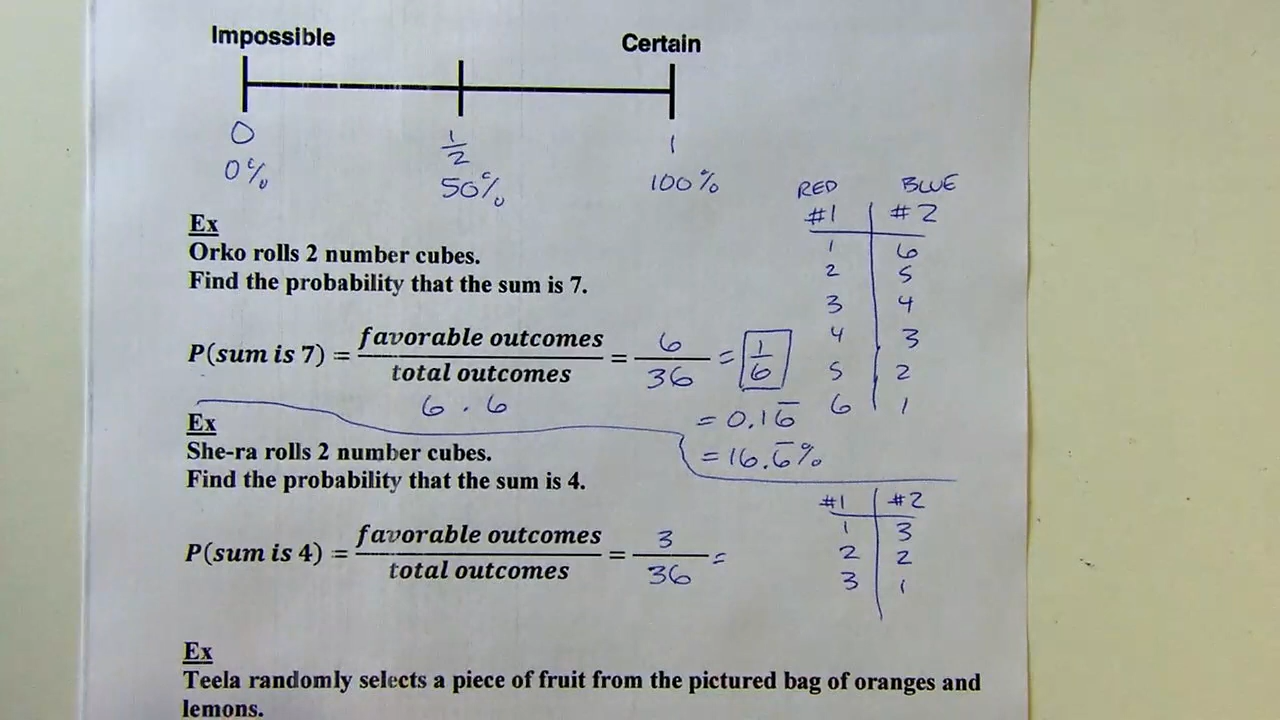 Impossible Certain
0 1/2 1
0% 50% 100%
RED BLUE
#1 #2
1 6
2 5
3 4
4 3
5 2
6 1
Ex
Orko rolls 2 number cubes.
Find the probability that the sum is 7.
P(sum is 7) = favorable outcomes / total outcomes = 6/36 = 1/6
6 · 6
= 0.16̅
= 16.6̅%
Ex
She-ra rolls 2 number cubes.
Find the probability that the sum is 4.
#1 #2
1 3
2 2
3 1
P(sum is 4) = favorable outcomes / total outcomes = 3/36 =
Ex
Teela randomly selects a piece of fruit from the pictured bag of oranges and
lemons.